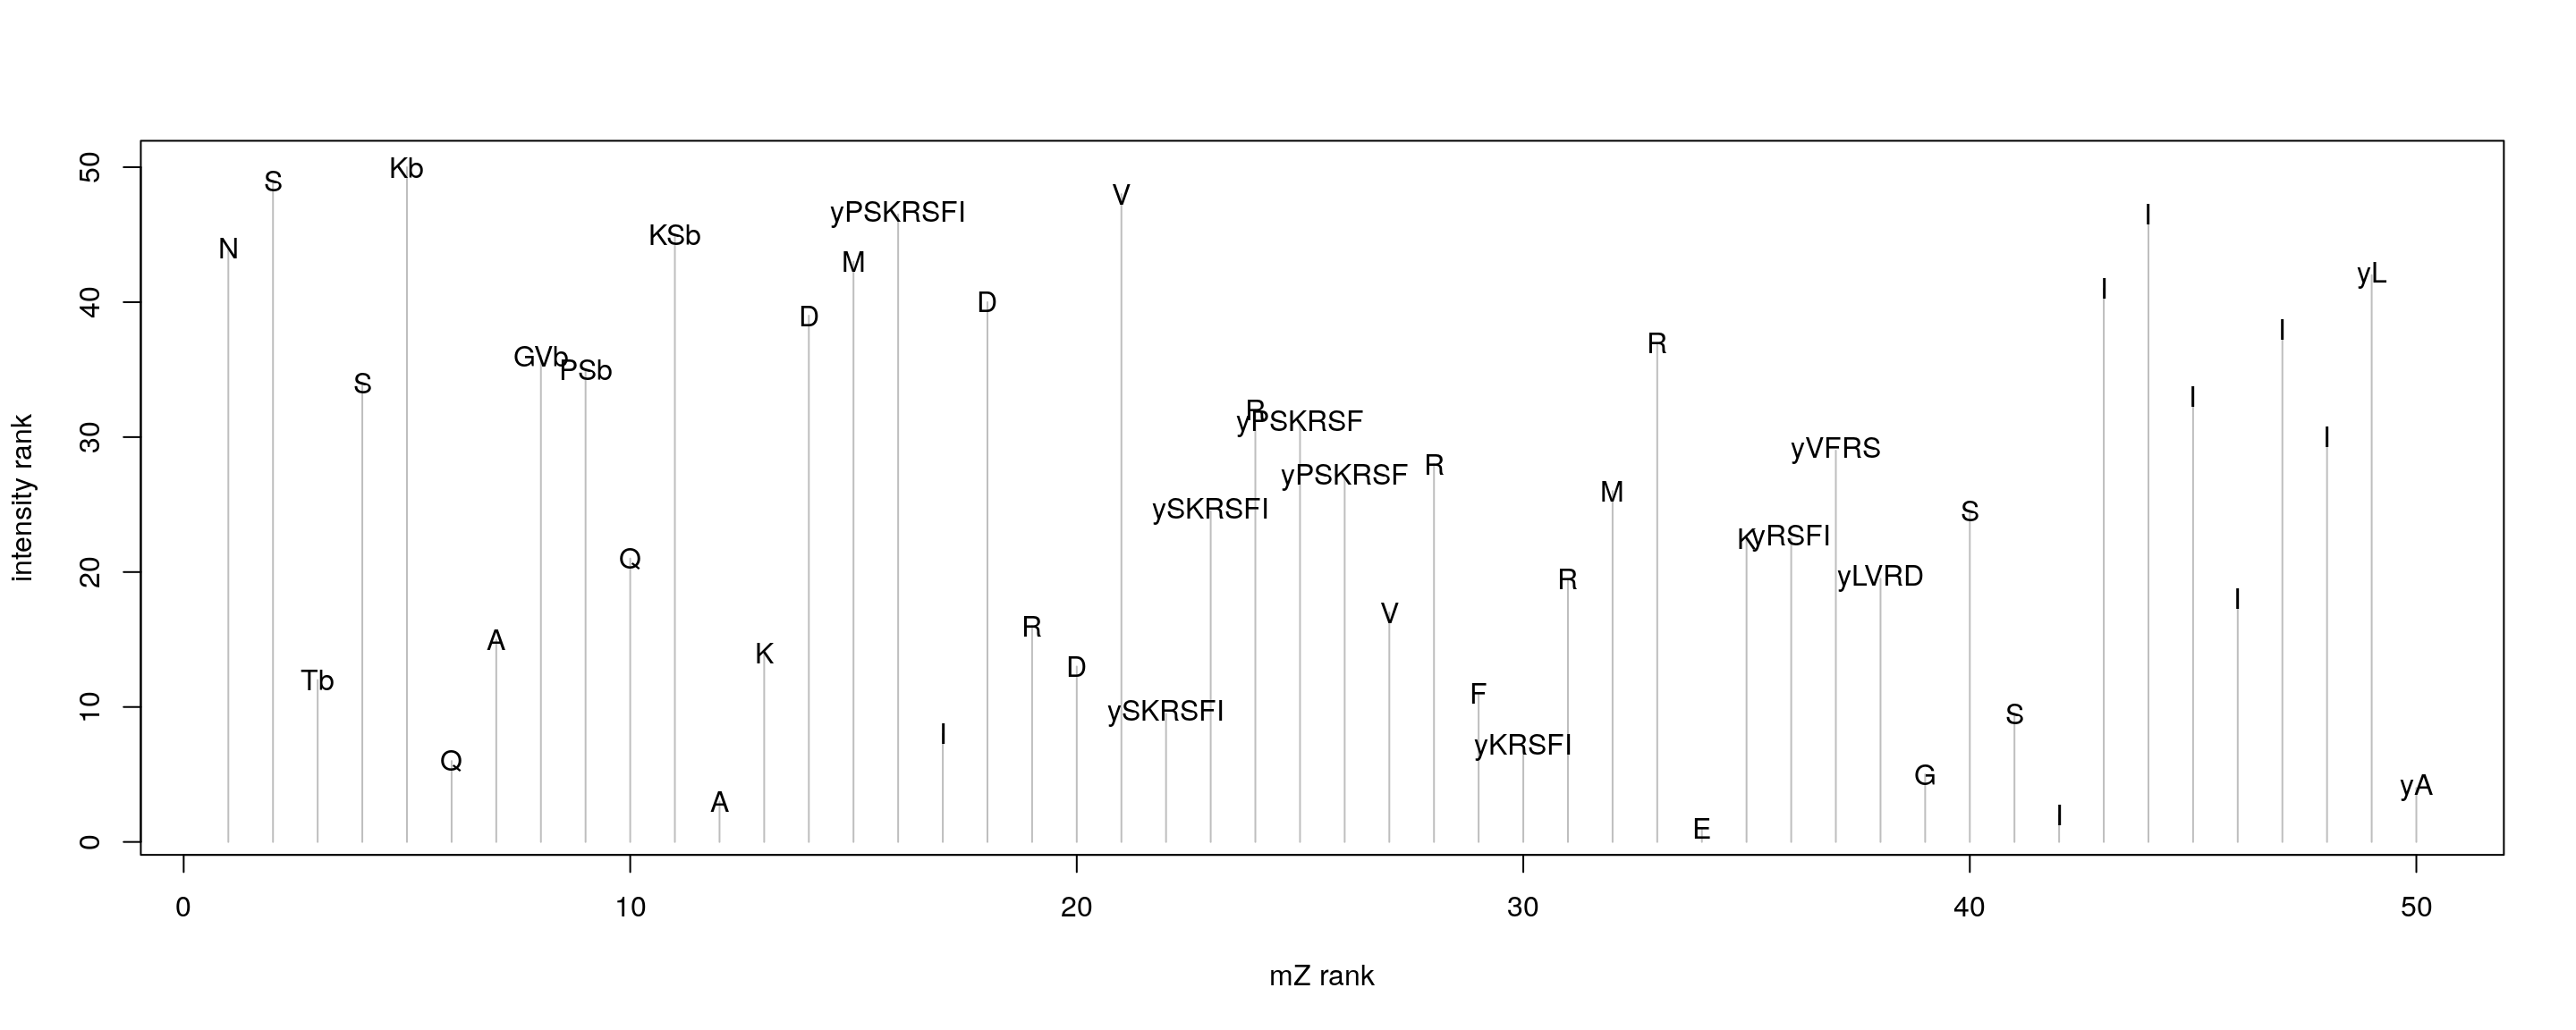 50
40
30
20
10
0
intensity rank
N
S
Tb
S
Kb
Q
A
GVb
PSb
Q
KSb
A
K
D
M
yPSKRSFI
I
D
R
D
V
ySKRSFI
ySKRSFI
R
yPSKRSF
yPSKRSF
V
R
F
yKRSFI
R
M
R
E
K
yRSFI
yVFRS
yLVRD
G
S
S
I
I
I
I
I
I
I
yL
yA
0 10 20 30 40 50
mZ rank